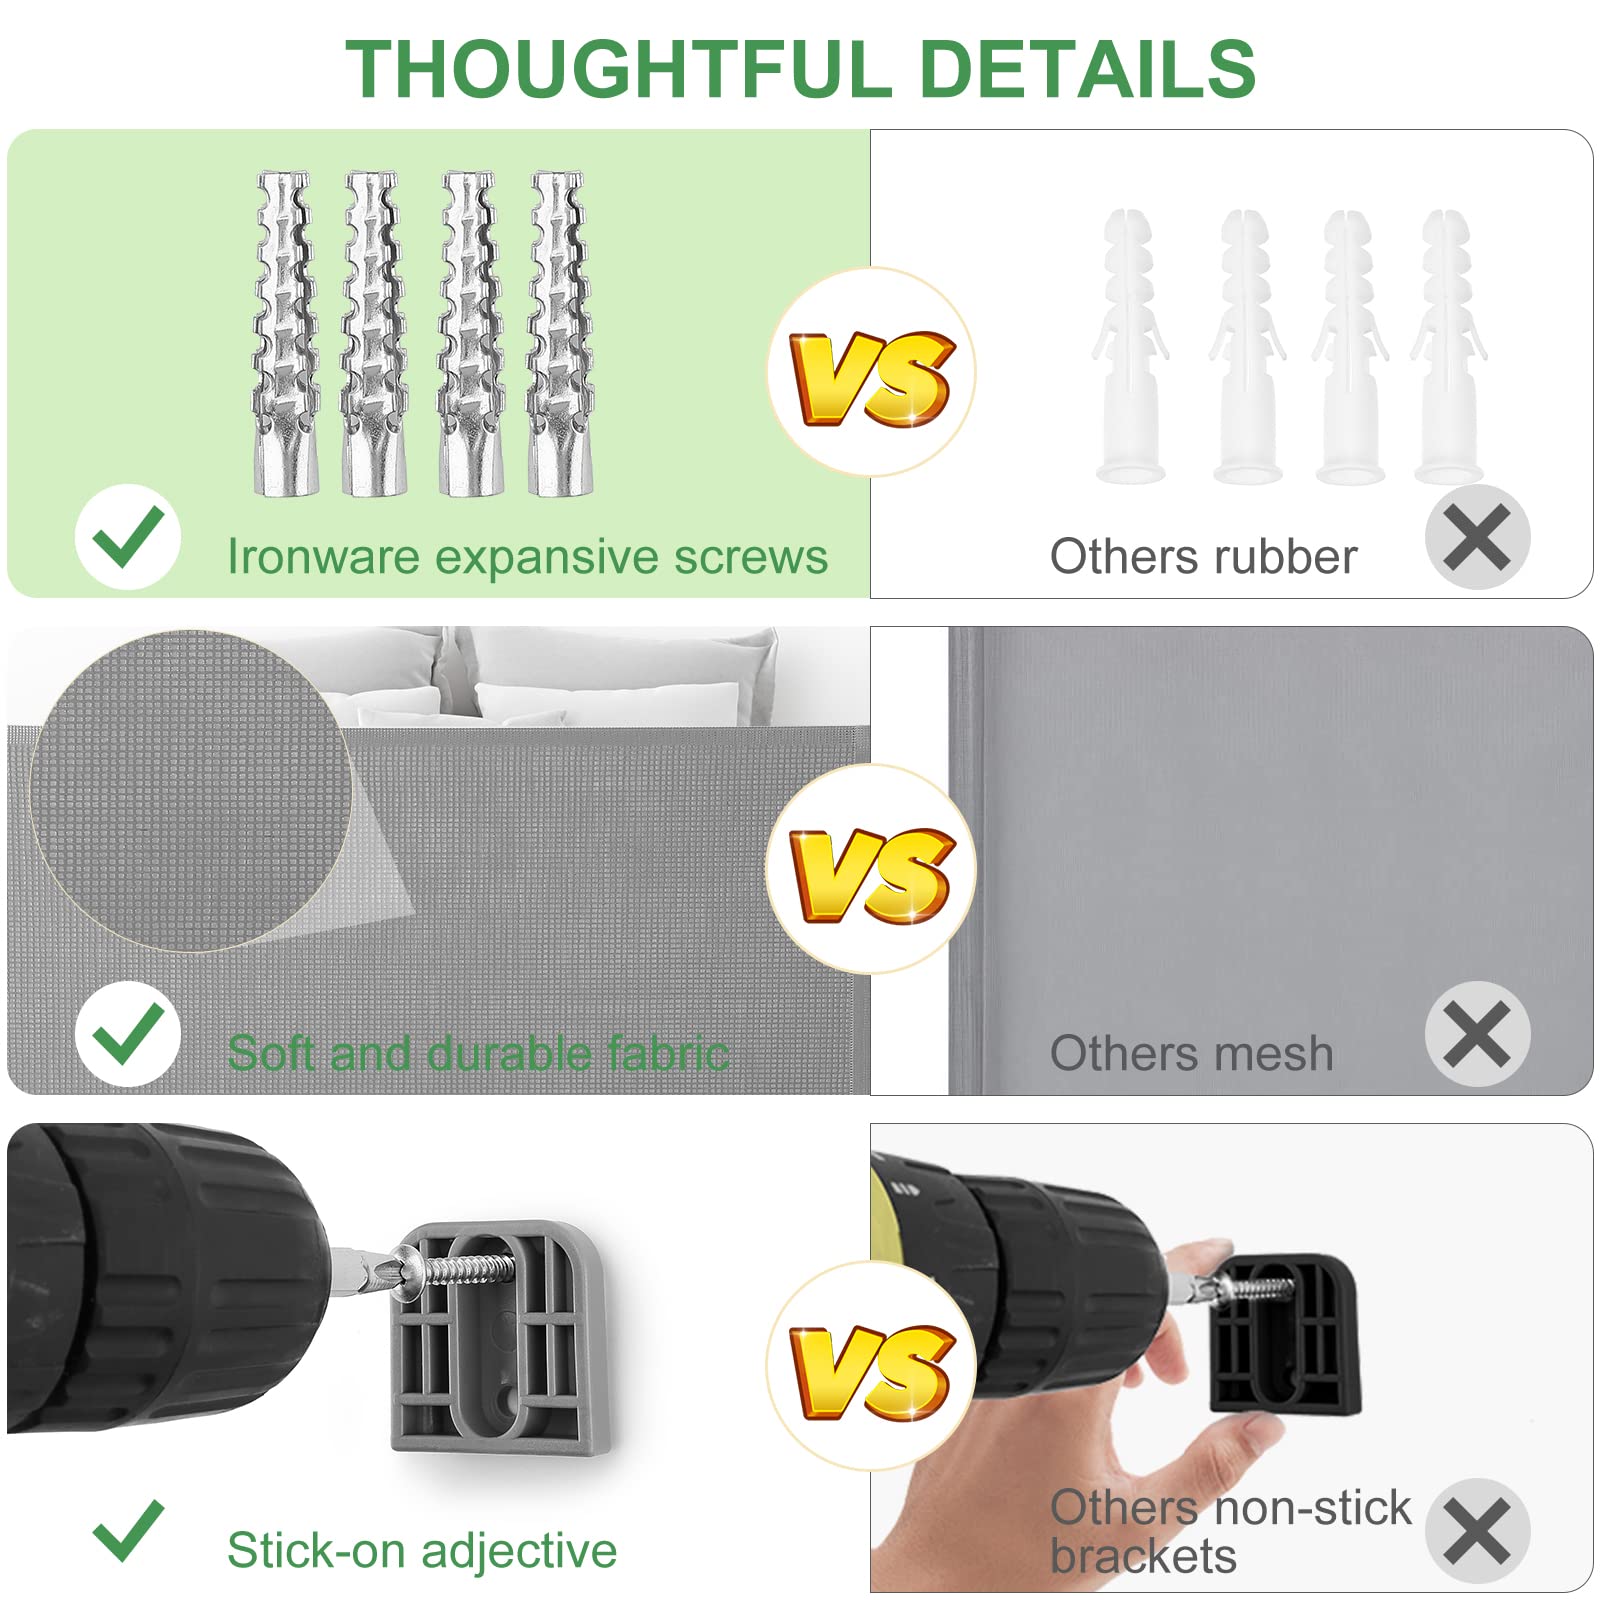 THOUGHTFUL DETAILS
VS
Ironware expansive screws
Others rubber
VS
Soft and durable fabric
Others mesh
VS
Stick-on adjective
Others non-stick
brackets